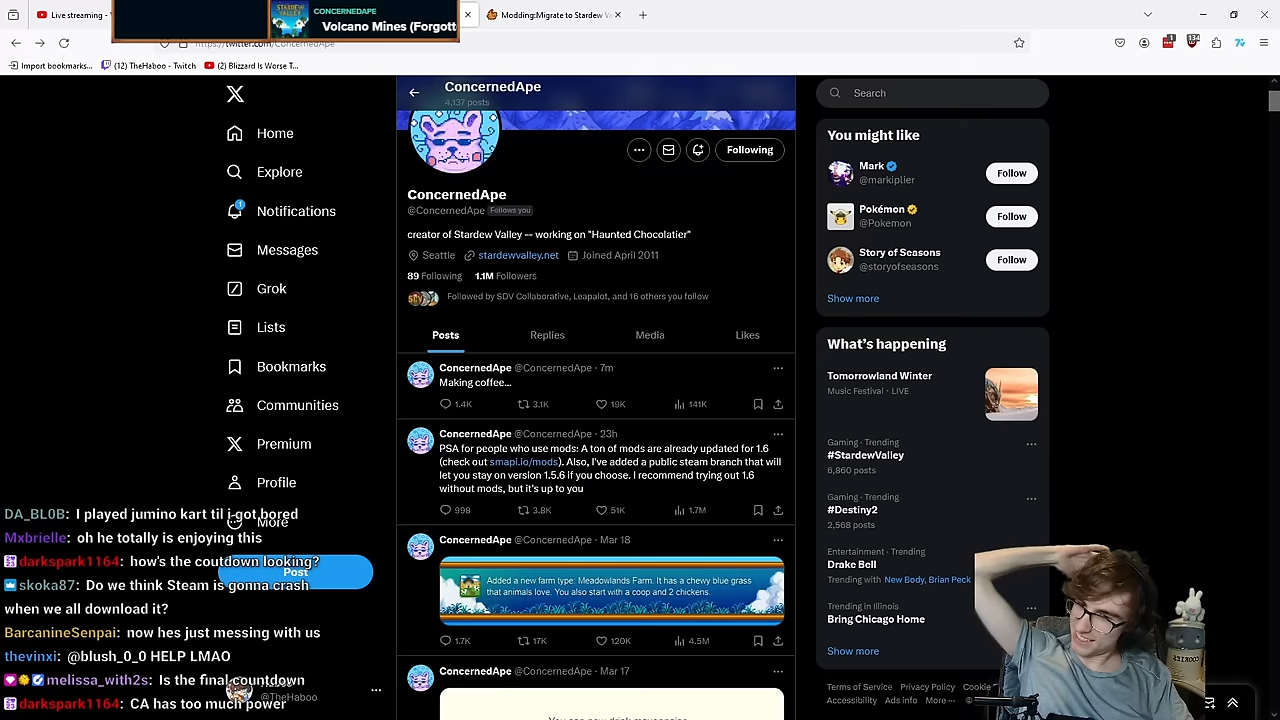 Live streaming -
CONCERNEDAPE
Volcano Mines (Forgott
Modding:Migrate to Stardew Va
https://twitter.com/ConcernedApe
Import bookmarks...
(12) TheHaboo - Twitch
(2) Blizzard Is Worse T...
Home
Explore
Notifications
Messages
Grok
Lists
Bookmarks
Communities
Premium
Profile
More
Post
@TheHaboo
ConcernedApe
4,137 posts
Following
ConcernedApe
@ConcernedApe Follows you
creator of Stardew Valley -- working on "Haunted Chocolatier"
Seattle stardewvalley.net Joined April 2011
89 Following 1.1M Followers
Followed by SDV Collaborative, Leapalot, and 16 others you follow
Posts Replies Media Likes
ConcernedApe @ConcernedApe · 7m
Making coffee...
1.4K 3.1K 19K 141K
ConcernedApe @ConcernedApe · 23h
PSA for people who use mods: A ton of mods are already updated for 1.6
(check out smapi.io/mods). Also, I've added a public steam branch that will
let you stay on version 1.5.6 if you choose. I recommend trying out 1.6
without mods, but it's up to you
998 3.8K 51K 1.7M
ConcernedApe @ConcernedApe · Mar 18
Added a new farm type: Meadowlands Farm. It has a chewy blue grass
that animals love. You also start with a coop and 2 chickens.
1.7K 17K 120K 4.5M
ConcernedApe @ConcernedApe · Mar 17
Search
You might like
Mark
@markiplier
Follow
Pokémon
@Pokemon
Follow
Story of Seasons
@storyofseasons
Follow
Show more
What's happening
Tomorrowland Winter
Music Festival · LIVE
Gaming · Trending
#StardewValley
6,860 posts
Gaming · Trending
#Destiny2
2,568 posts
Entertainment · Trending
Drake Bell
Trending with New Body, Brian Peck
Trending in Illinois
Bring Chicago Home
Show more
Terms of Service Privacy Policy Cookie
Accessibility Ads info More ...
DA_BL0B: I played jumino kart til i got bored
Mxbrielle: oh he totally is enjoying this
darkspark1164: how's the coutdown looking?
skoka87: Do we think Steam is gonna crash
when we all download it?
BarcanineSenpai: now hes just messing with us
thevinxi: @blush_0_0 HELP LMAO
melissa_with2s: Is the final countdown
darkspark1164: CA has too much power